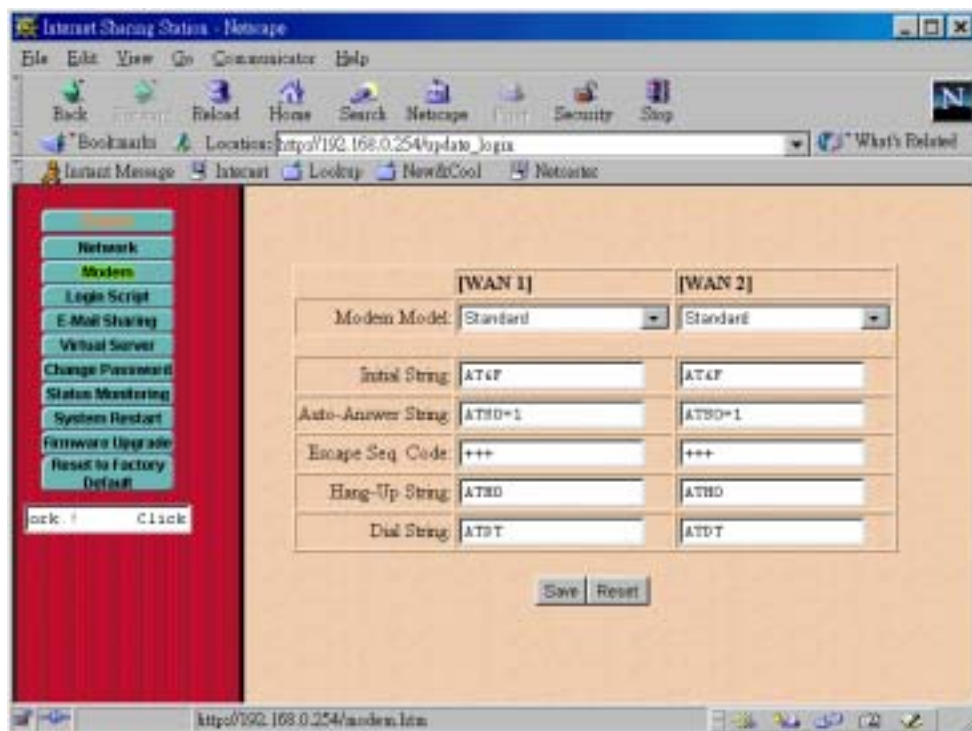 Internet Sharing Station - Netscape
File Edit View Go Communicator Help
Back Forward Reload Home Search Netscape Print Security Stop
N
Bookmarks Location: http://192.168.0.254/update_login What's Related
Instant Message Internet Lookup New&Cool Netcaster
Network
Modem
Login Script
E-Mail Sharing
Virtual Server
Change Password
Status Monitoring
System Restart
Firmware Upgrade
Reset to Factory
Default
ork ! Click
[WAN 1] [WAN 2]
Modem Model: Standard Standard
Initial String: AT&F AT&F
Auto-Answer String: ATS0=1 ATS0=1
Escape Seq. Code: +++ +++
Hang-Up String: ATH0 ATH0
Dial String: ATDT ATDT
Save Reset
http://192.168.0.254/modem.htm